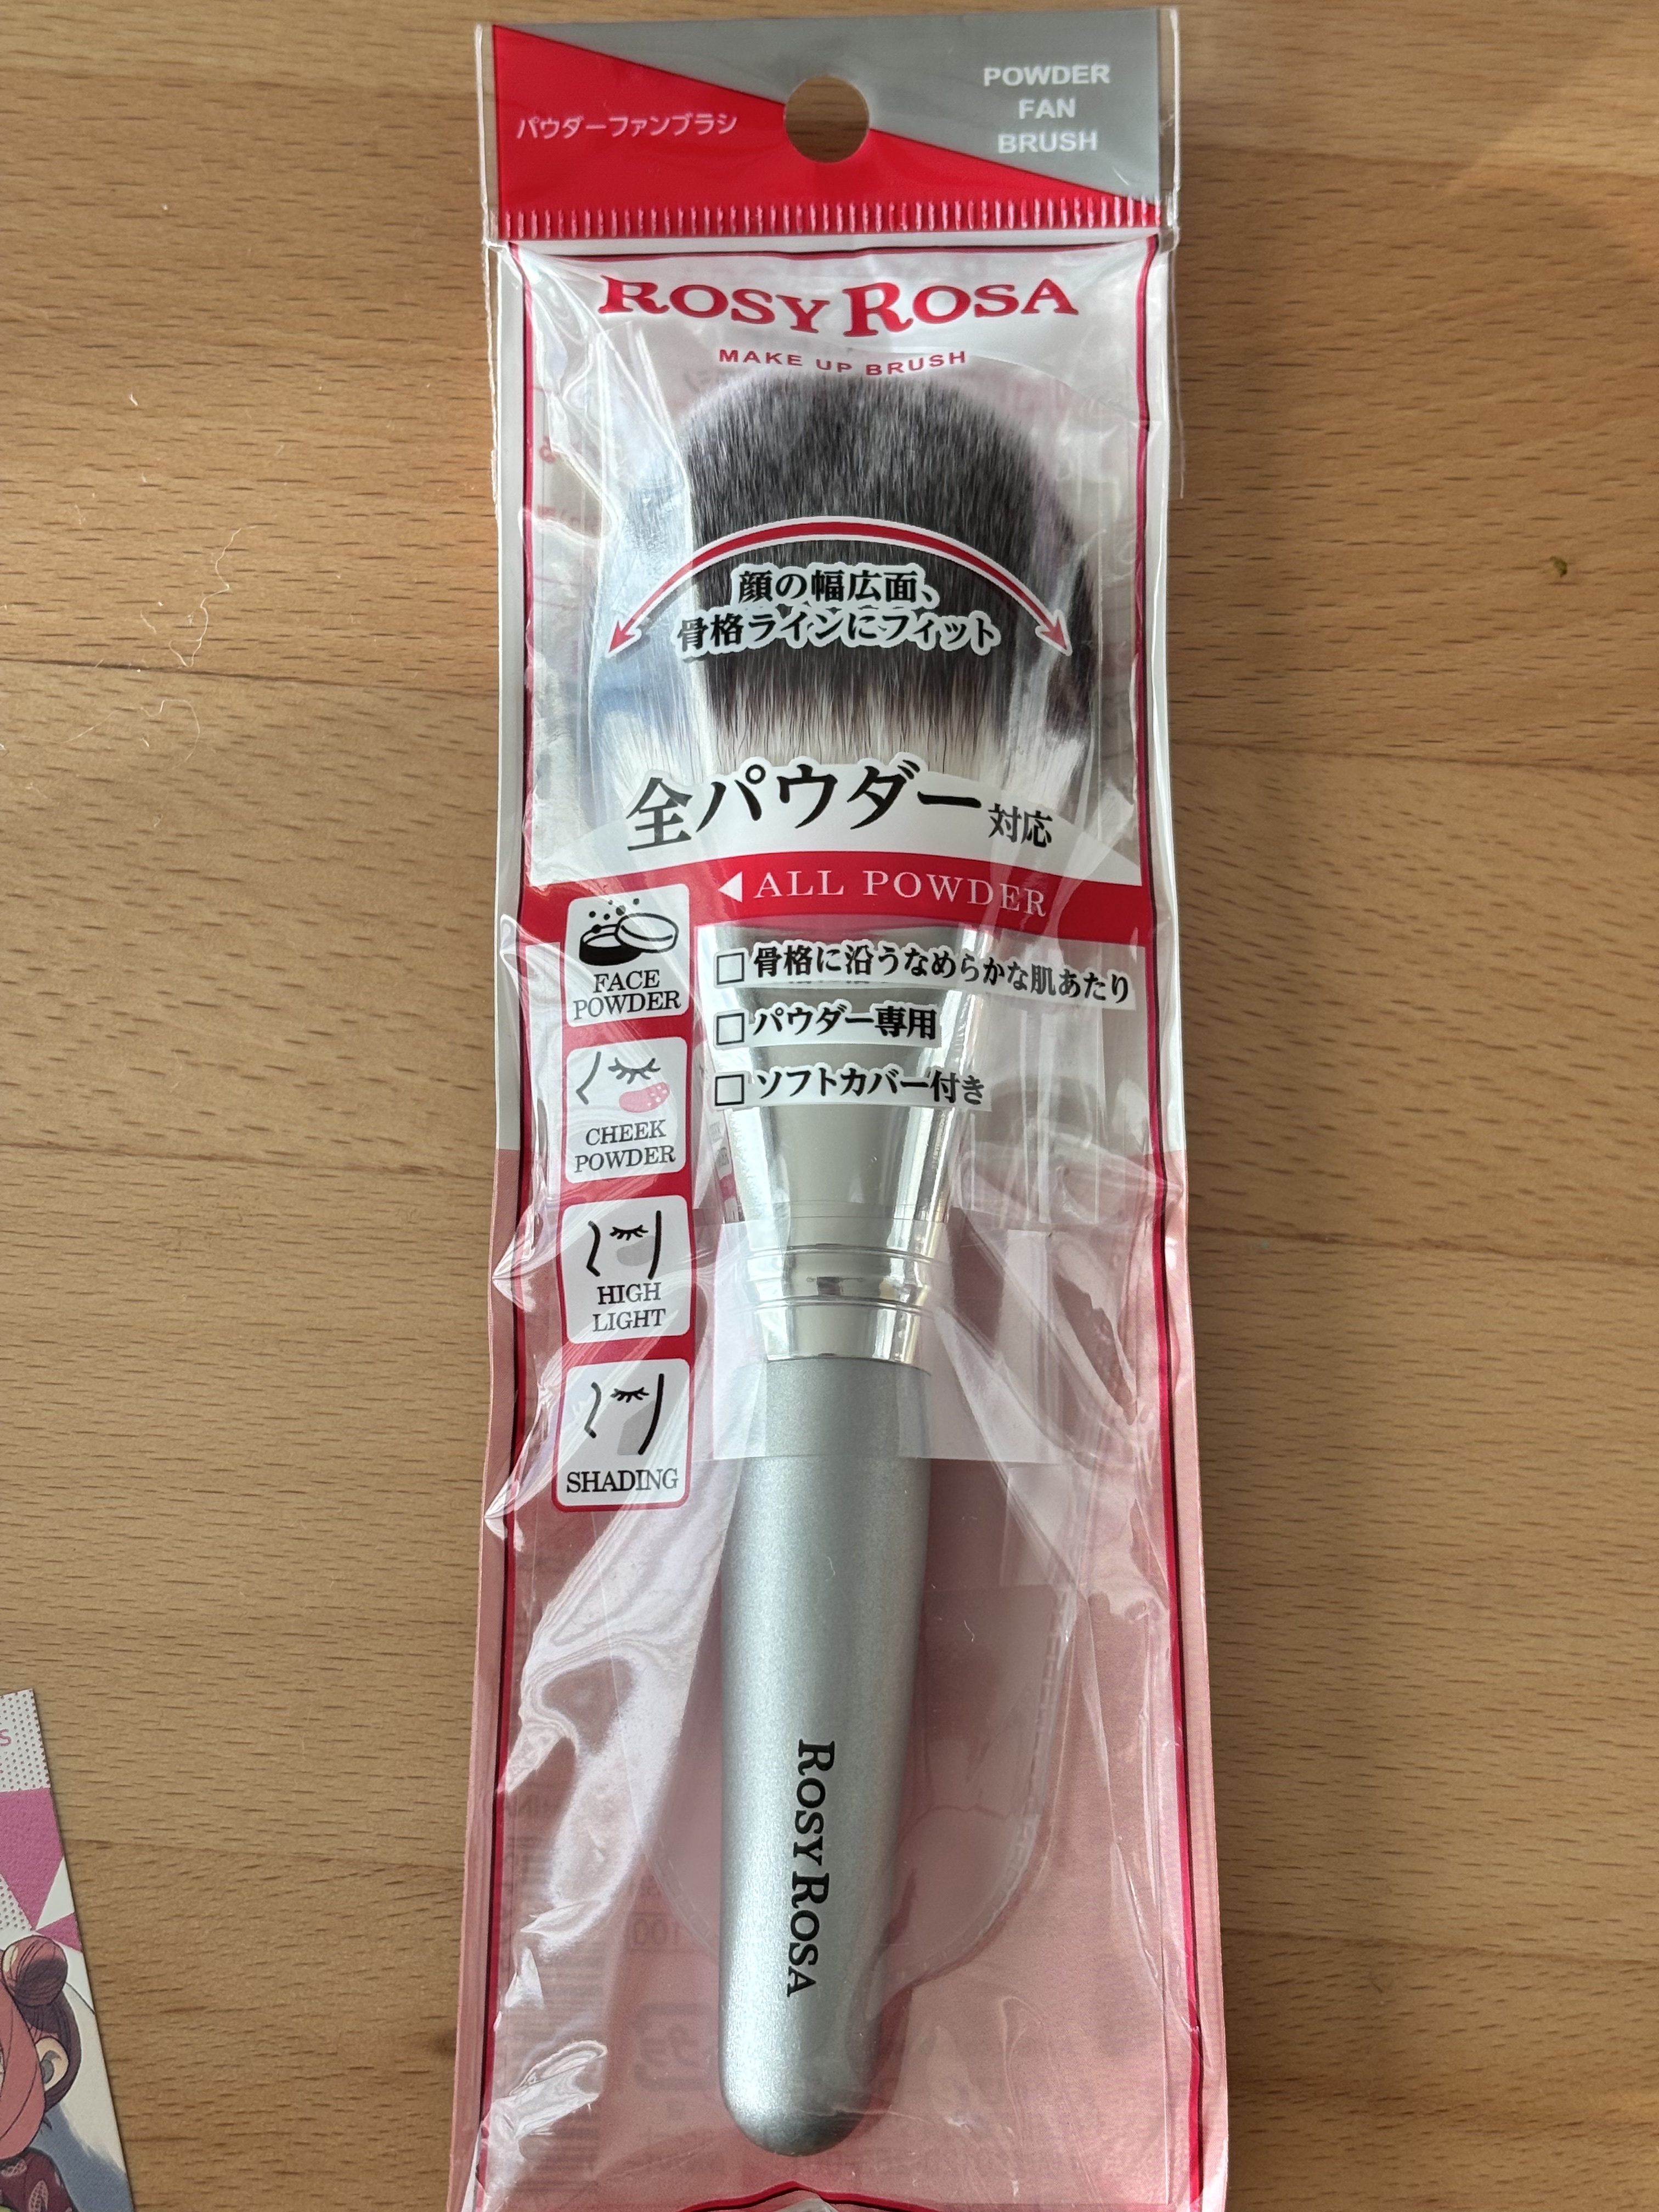 パウダーファンブラシ
POWDER
FAN
BRUSH
ROSY ROSA
MAKE UP BRUSH
顔の幅広面、
骨格ラインにフィット
全パウダー対応
◀ALL POWDER
FACE
POWDER
CHEEK
POWDER
HIGH
LIGHT
SHADING
□骨格に沿うなめらかな肌あたり
□パウダー専用
□ソフトカバー付き
ROSY ROSA